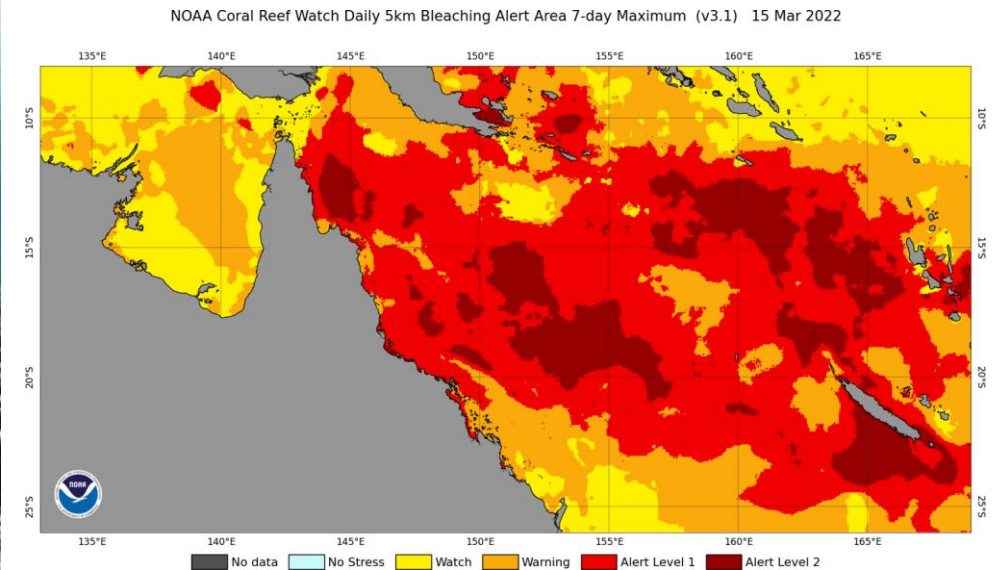 NOAA Coral Reef Watch Daily 5km Bleaching Alert Area 7-day Maximum (v3.1) 15 Mar 2022
135°E 140°E 145°E 150°E 155°E 160°E 165°E
10°S 10°S
15°S 15°S
20°S 20°S
25°S 25°S
NOAA
135°E 140°E 145°E 150°E 155°E 160°E 165°E
No data No Stress Watch Warning Alert Level 1 Alert Level 2